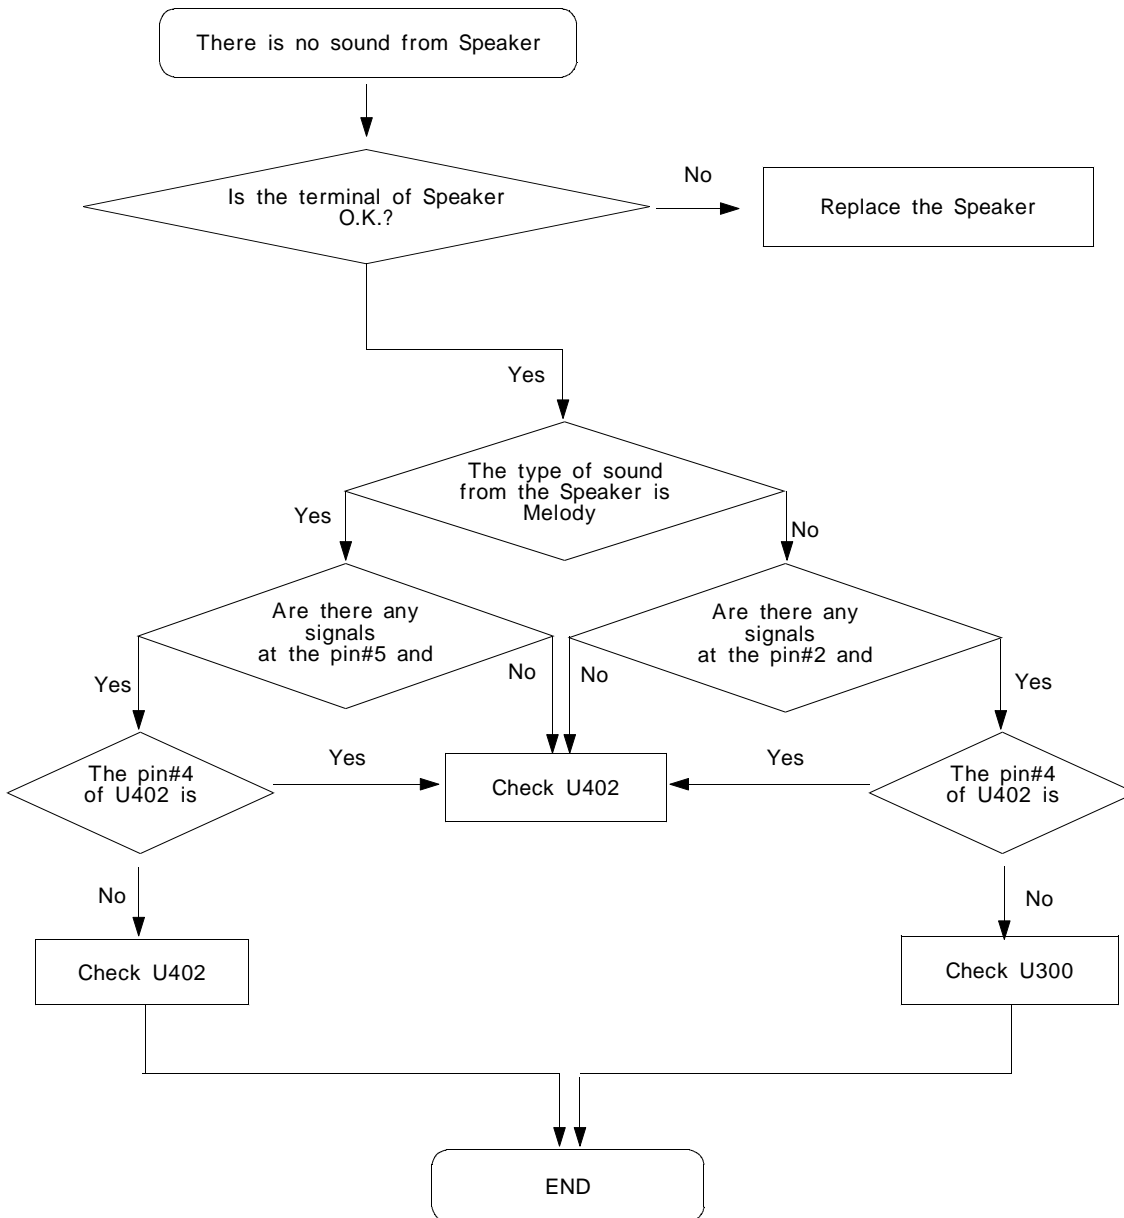 There is no sound from Speaker
Is the terminal of Speaker
O.K.?
No
Replace the Speaker
Yes
The type of sound
from the Speaker is
Melody
Yes
No
Are there any
signals
at the pin#5 and
Are there any
signals
at the pin#2 and
Yes
No
No
Yes
The pin#4
of U402 is
Yes
Check U402
Yes
The pin#4
of U402 is
No
No
Check U402
Check U300
END